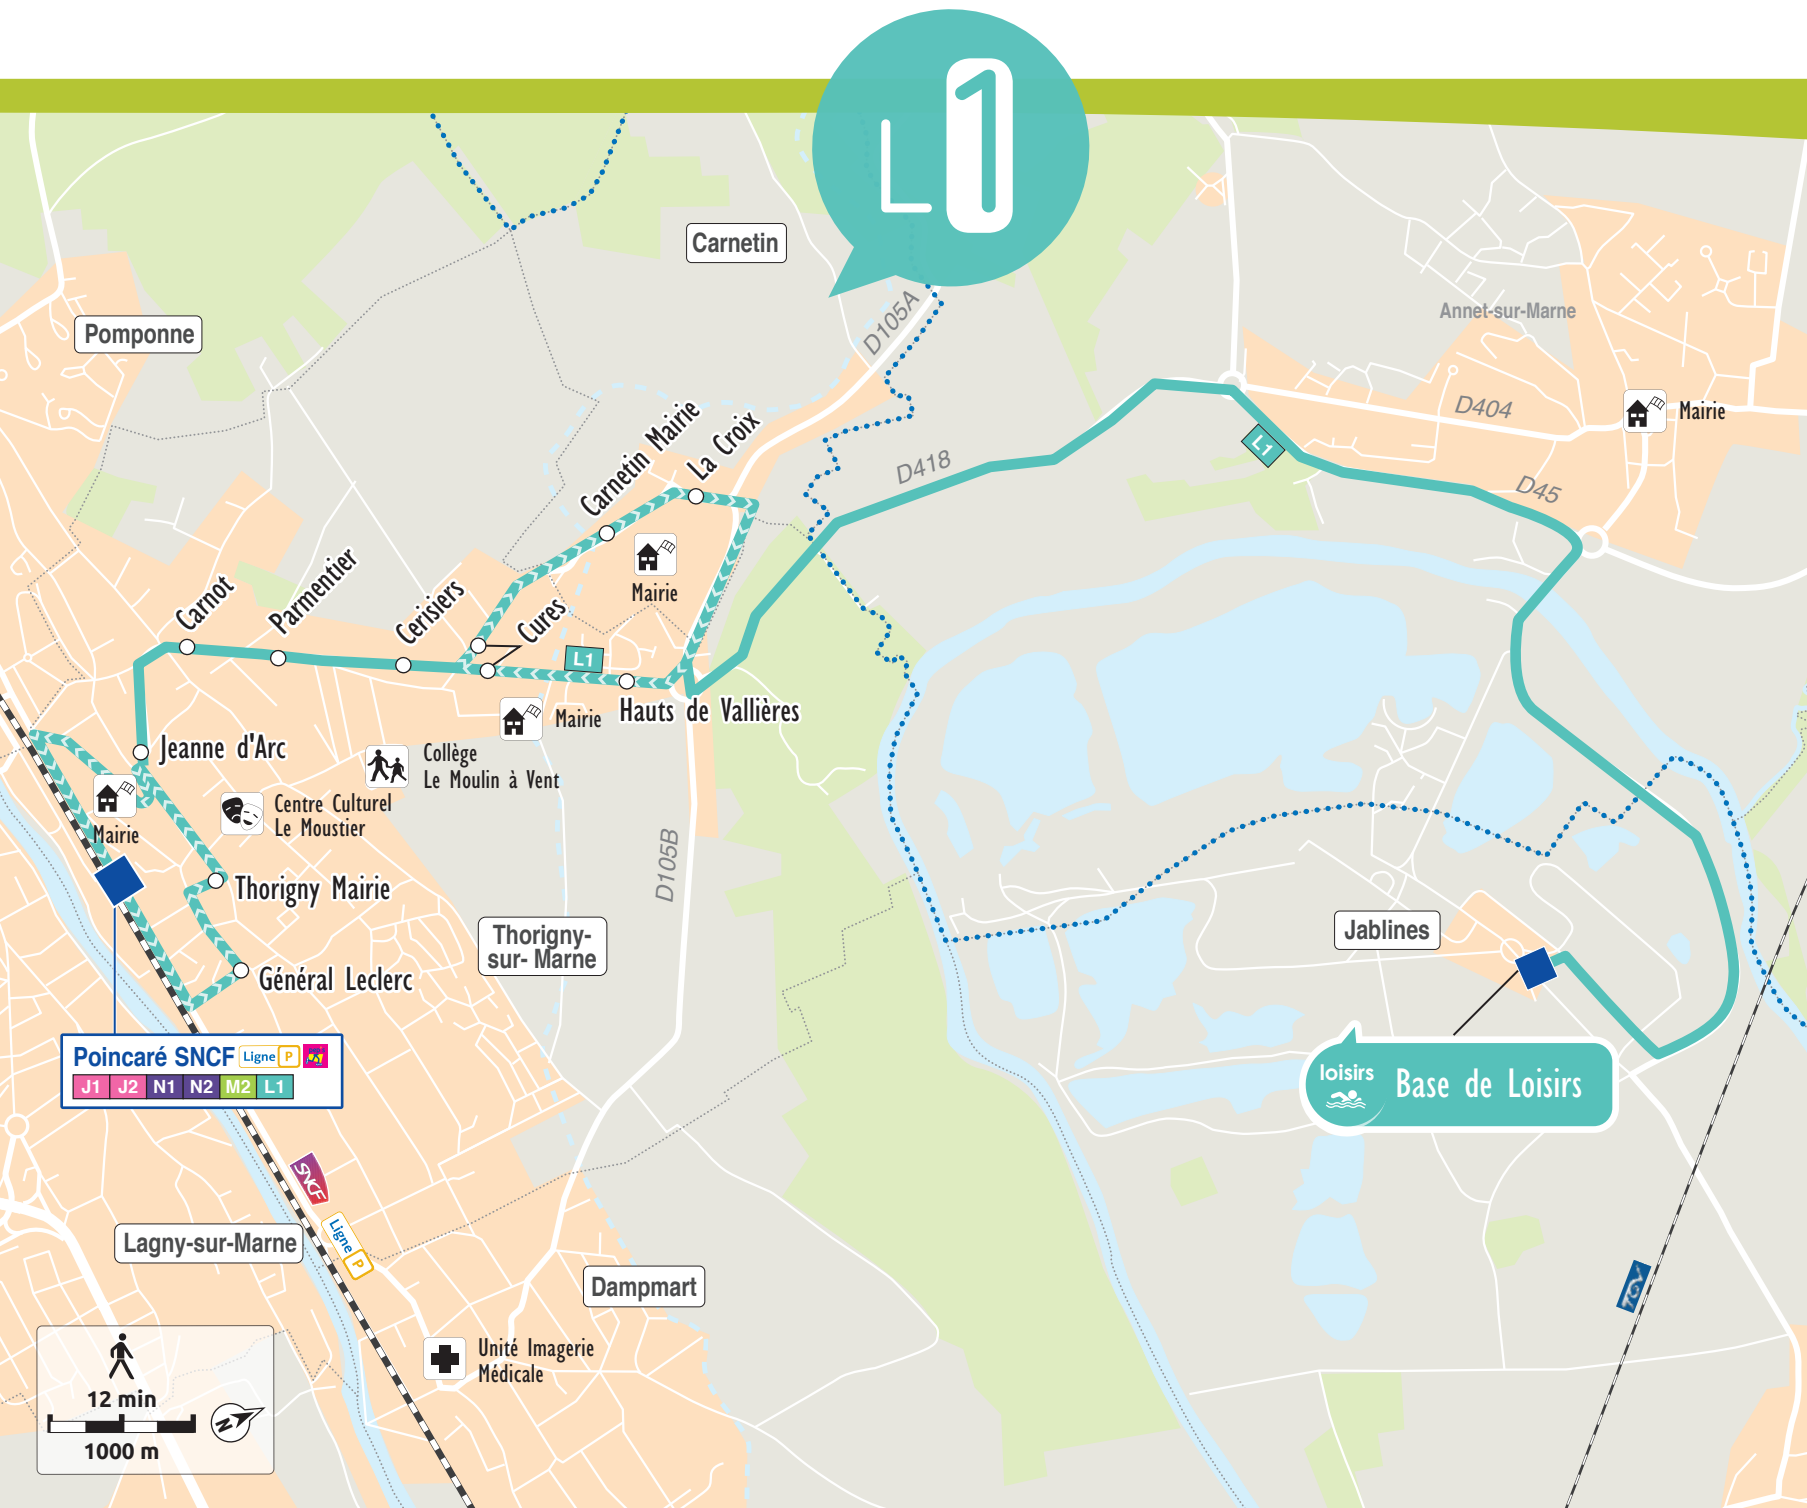 L1
Carnetin
Pomponne
D105A
Annet-sur-Marne
D404
Mairie
Carnetin Mairie
La Croix
D418
L1
D45
Mairie
Carnot
Parmentier
Cerisiers
Cures
L1
Mairie
Hauts de Vallières
Jeanne d'Arc
Collège
Le Moulin à Vent
Centre Culturel
Le Moustier
Mairie
D105B
Thorigny Mairie
Thorigny-
sur- Marne
Jablines
Général Leclerc
Poincaré SNCF Ligne P
J1 J2 N1 N2 M2 L1
loisirs
Base de Loisirs
SNCF
Ligne P
Lagny-sur-Marne
Dampmart
TGV
Unité Imagerie
Médicale
12 min
1000 m
N